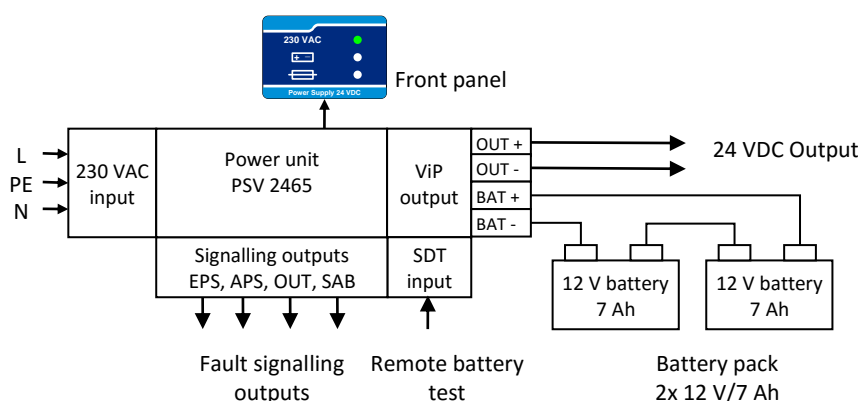 230 VAC
+ −
Power Supply 24 VDC
Front panel
L
PE
N
230 VAC
input
Power unit
PSV 2465
ViP
output
OUT +
OUT -
BAT +
BAT -
24 VDC Output
Signalling outputs
EPS, APS, OUT, SAB
SDT
input
12 V battery
7 Ah
12 V battery
7 Ah
Fault signalling
outputs
Remote battery
test
Battery pack
2x 12 V/7 Ah